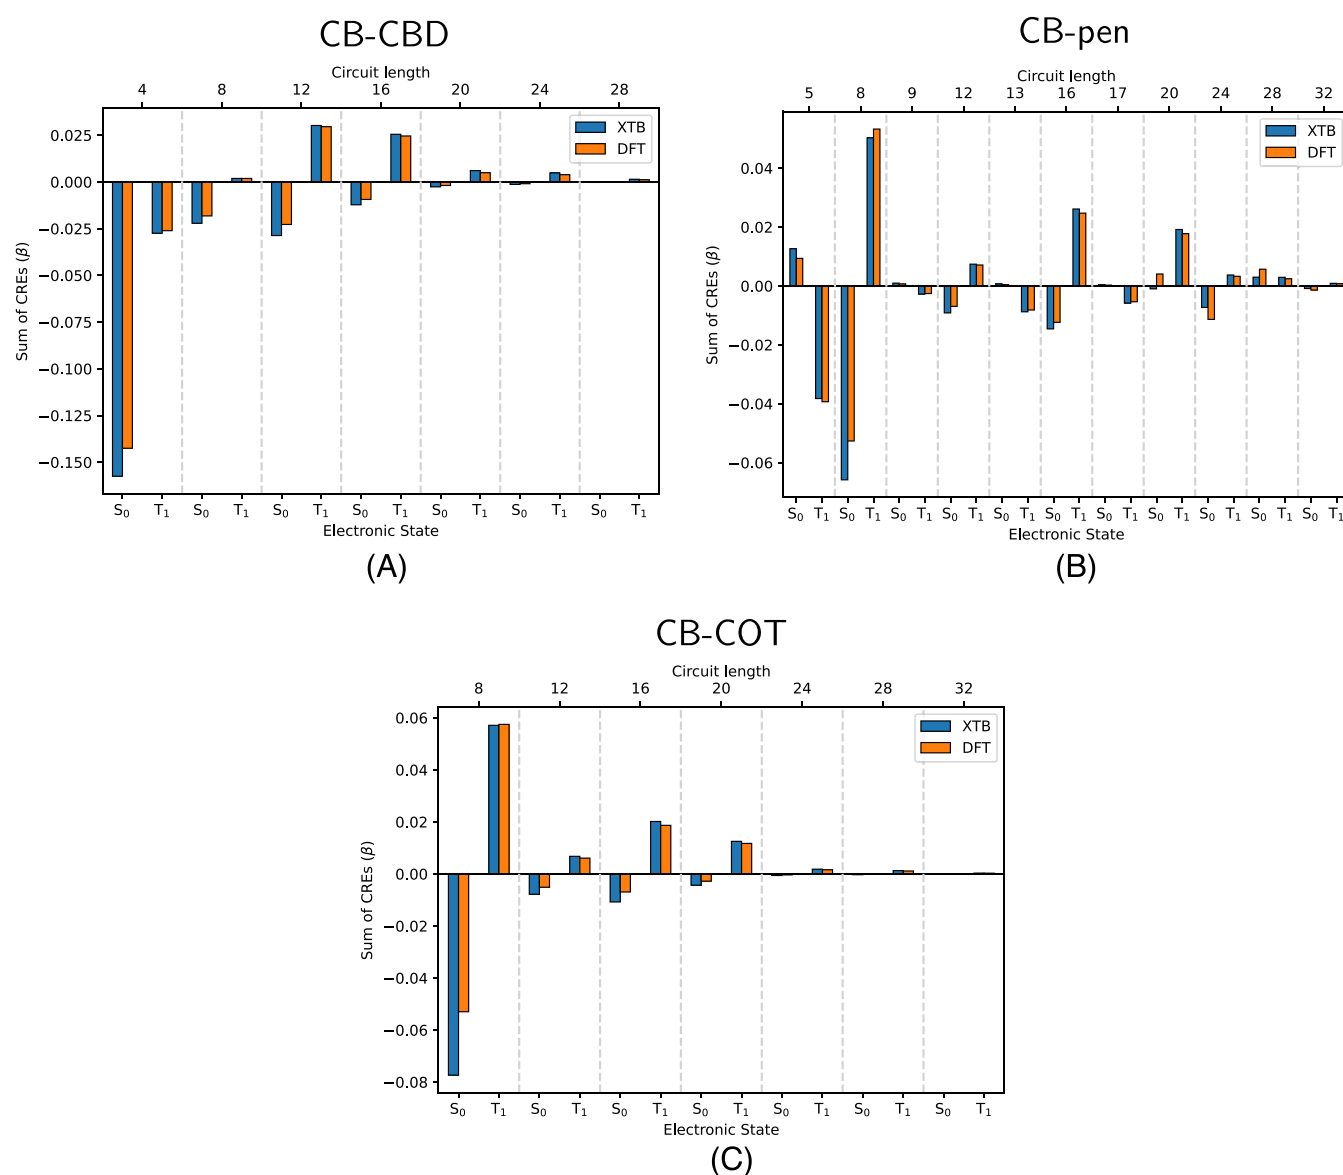 CB-CBD
Circuit length
4 8 12 16 20 24 28
0.025
0.000
−0.025
−0.050
−0.075
−0.100
−0.125
−0.150
Sum of CREs (β)
XTB
DFT
S₀ T₁ S₀ T₁ S₀ T₁ S₀ T₁ S₀ T₁ S₀ T₁ S₀ T₁
Electronic State
(A)
CB-pen
Circuit length
5 8 9 12 13 16 17 20 24 28 32
0.04
0.02
0.00
−0.02
−0.04
−0.06
Sum of CREs (β)
XTB
DFT
S₀ T₁ S₀ T₁ S₀ T₁ S₀ T₁ S₀ T₁ S₀ T₁ S₀ T₁ S₀ T₁ S₀ T₁ S₀ T₁ S₀ T₁
Electronic State
(B)
CB-COT
Circuit length
8 12 16 20 24 28 32
0.06
0.04
0.02
0.00
−0.02
−0.04
−0.06
−0.08
Sum of CREs (β)
XTB
DFT
S₀ T₁ S₀ T₁ S₀ T₁ S₀ T₁ S₀ T₁ S₀ T₁ S₀ T₁
Electronic State
(C)